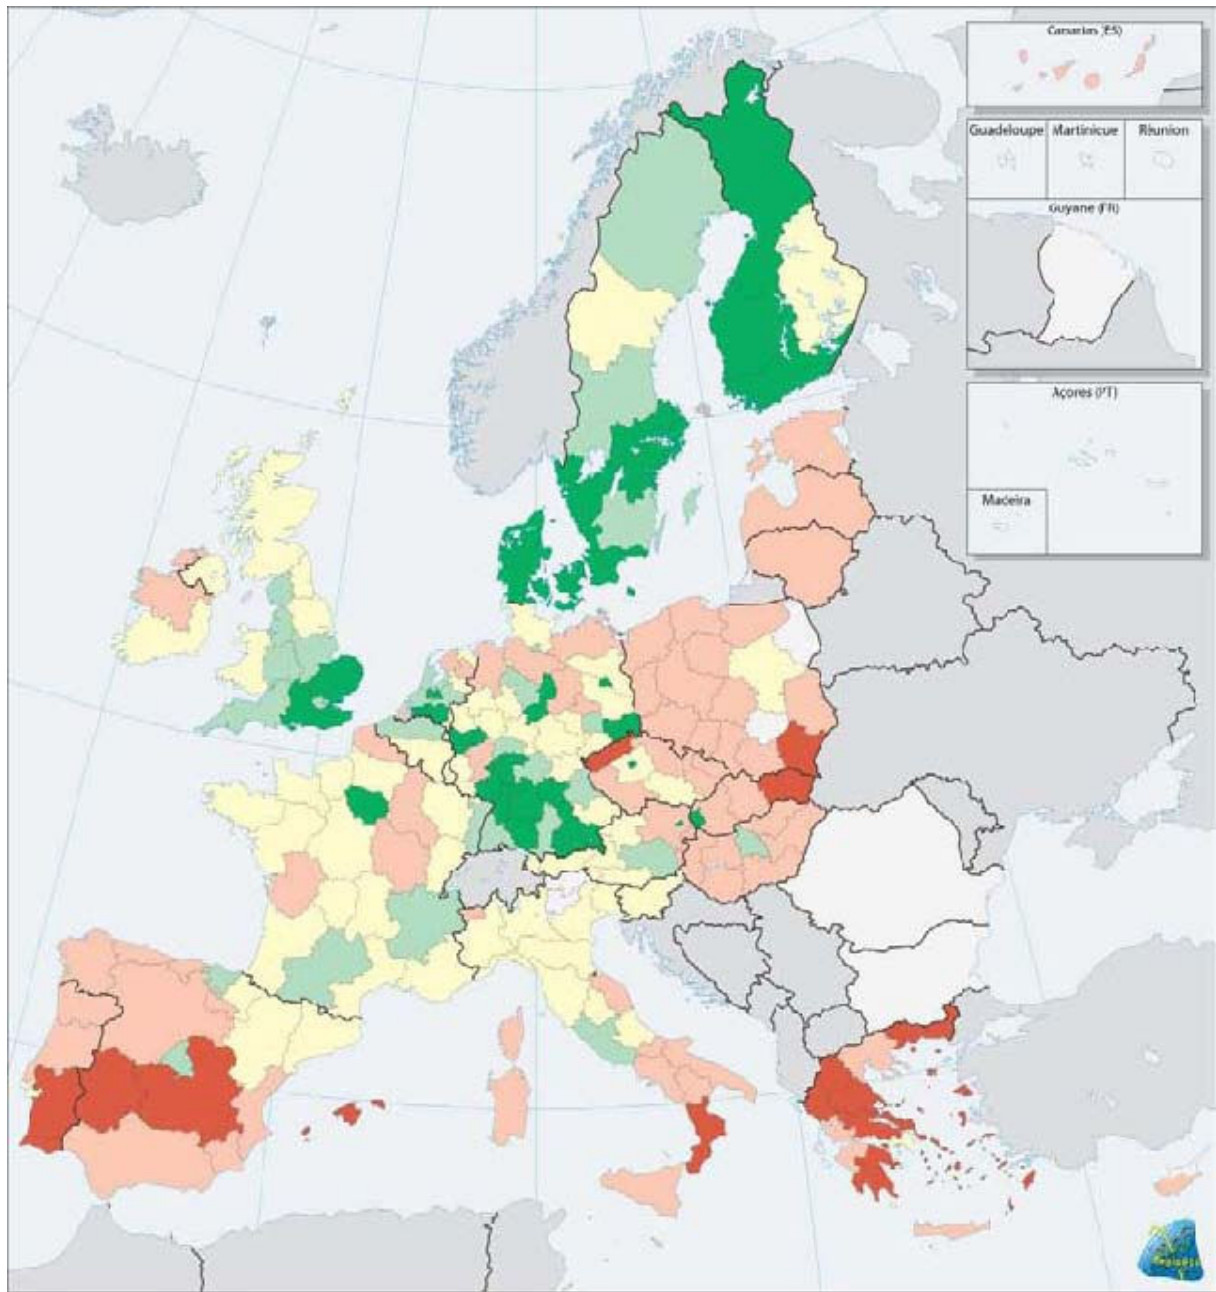 Canarias (ES)
Guadeloupe
Martinique
Réunion
Guyane (FR)
Açores (PT)
Madeira